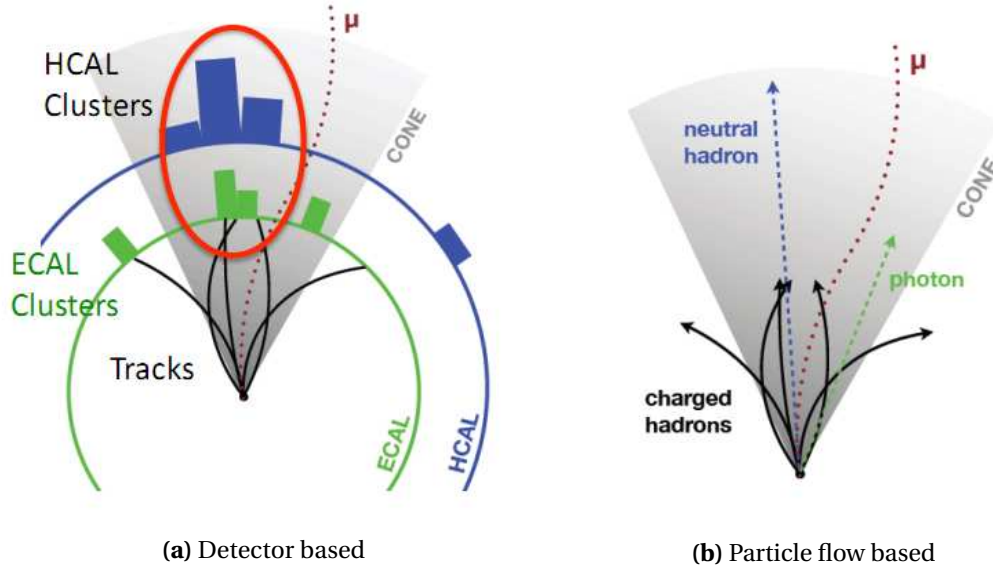 μ
HCAL
Clusters
CONE
ECAL
Clusters
Tracks
ECAL
HCAL
(a) Detector based
μ
neutral
hadron
CONE
photon
charged
hadrons
(b) Particle flow based